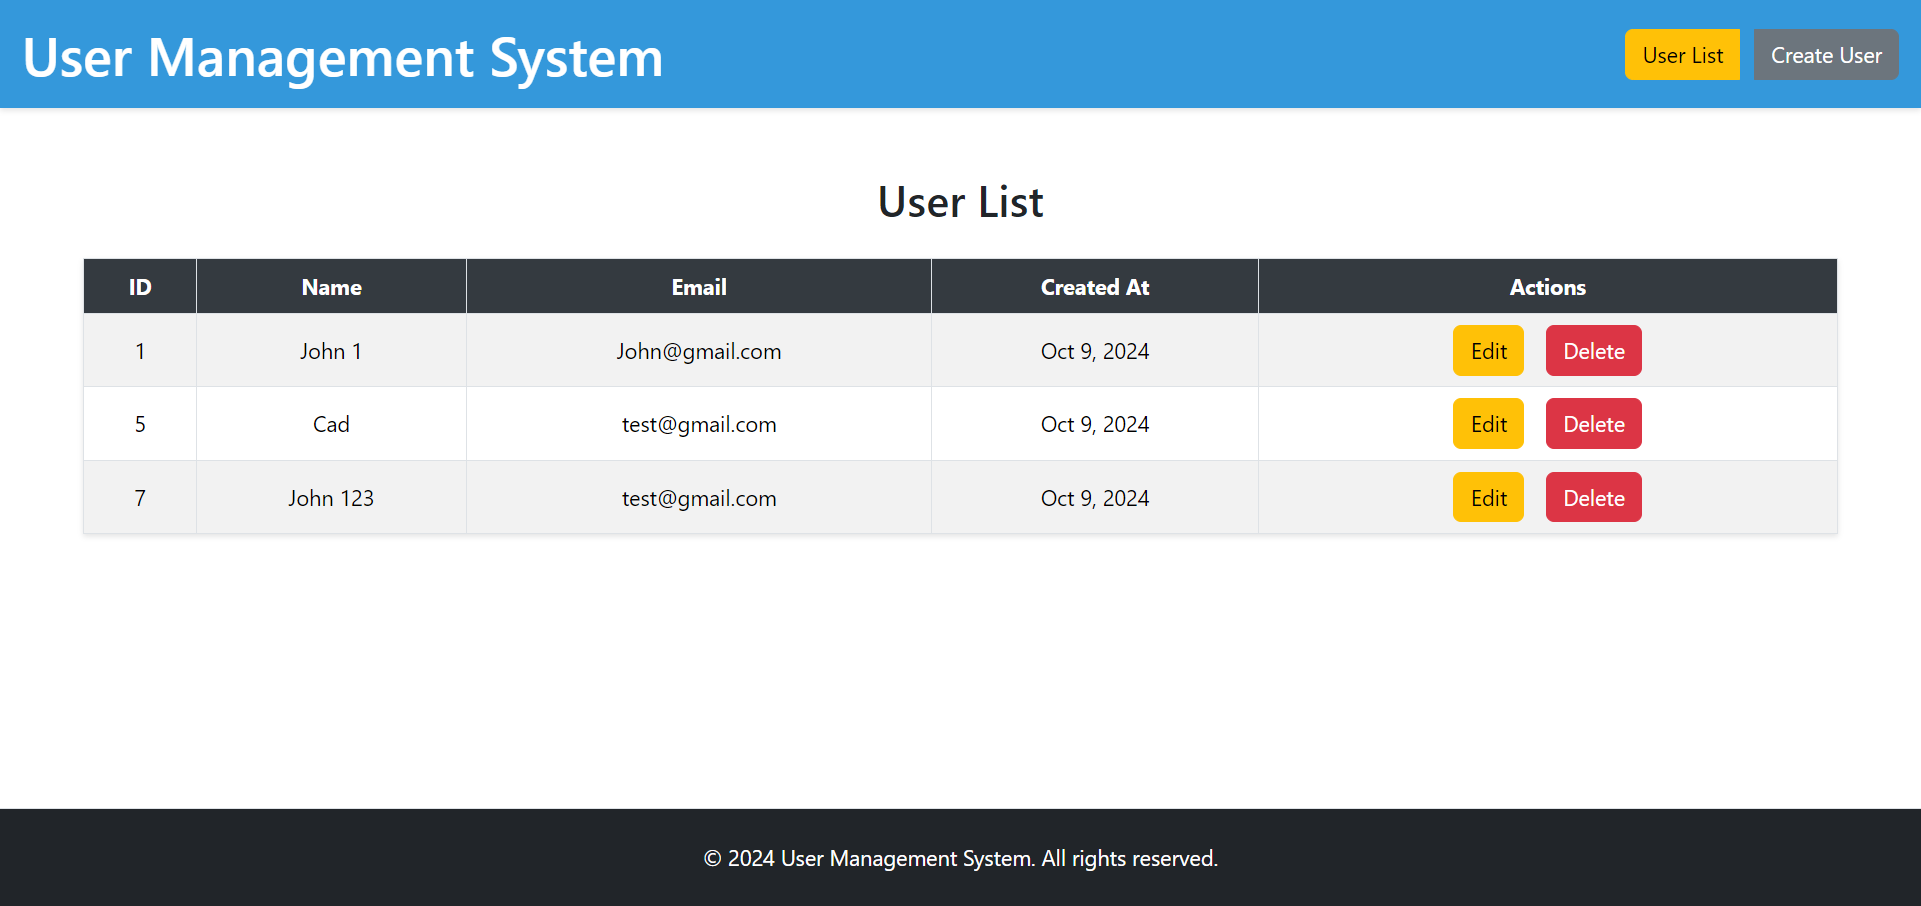 User Management System
User List Create User
User List
ID Name Email Created At Actions
1 John 1 John@gmail.com Oct 9, 2024 Edit Delete
5 Cad test@gmail.com Oct 9, 2024 Edit Delete
7 John 123 test@gmail.com Oct 9, 2024 Edit Delete
© 2024 User Management System. All rights reserved.